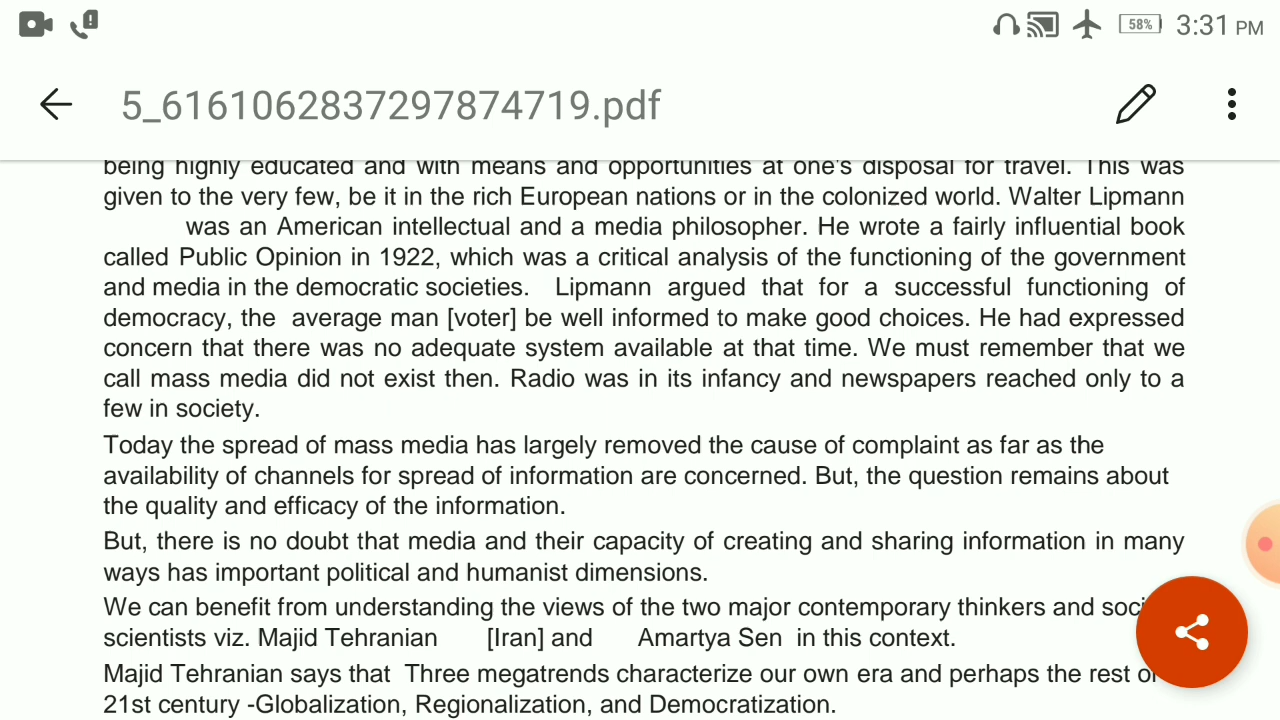 58% 3:31 PM
5_6161062837297874719.pdf
being highly educated and with means and opportunities at one's disposal for travel. This was
given to the very few, be it in the rich European nations or in the colonized world. Walter Lipmann
was an American intellectual and a media philosopher. He wrote a fairly influential book
called Public Opinion in 1922, which was a critical analysis of the functioning of the government
and media in the democratic societies. Lipmann argued that for a successful functioning of
democracy, the average man [voter] be well informed to make good choices. He had expressed
concern that there was no adequate system available at that time. We must remember that we
call mass media did not exist then. Radio was in its infancy and newspapers reached only to a
few in society.
Today the spread of mass media has largely removed the cause of complaint as far as the
availability of channels for spread of information are concerned. But, the question remains about
the quality and efficacy of the information.
But, there is no doubt that media and their capacity of creating and sharing information in many
ways has important political and humanist dimensions.
We can benefit from understanding the views of the two major contemporary thinkers and
scientists viz. Majid Tehranian [Iran] and Amartya Sen in this context.
Majid Tehranian says that Three megatrends characterize our own era and perhaps the rest
21st century -Globalization, Regionalization, and Democratization.